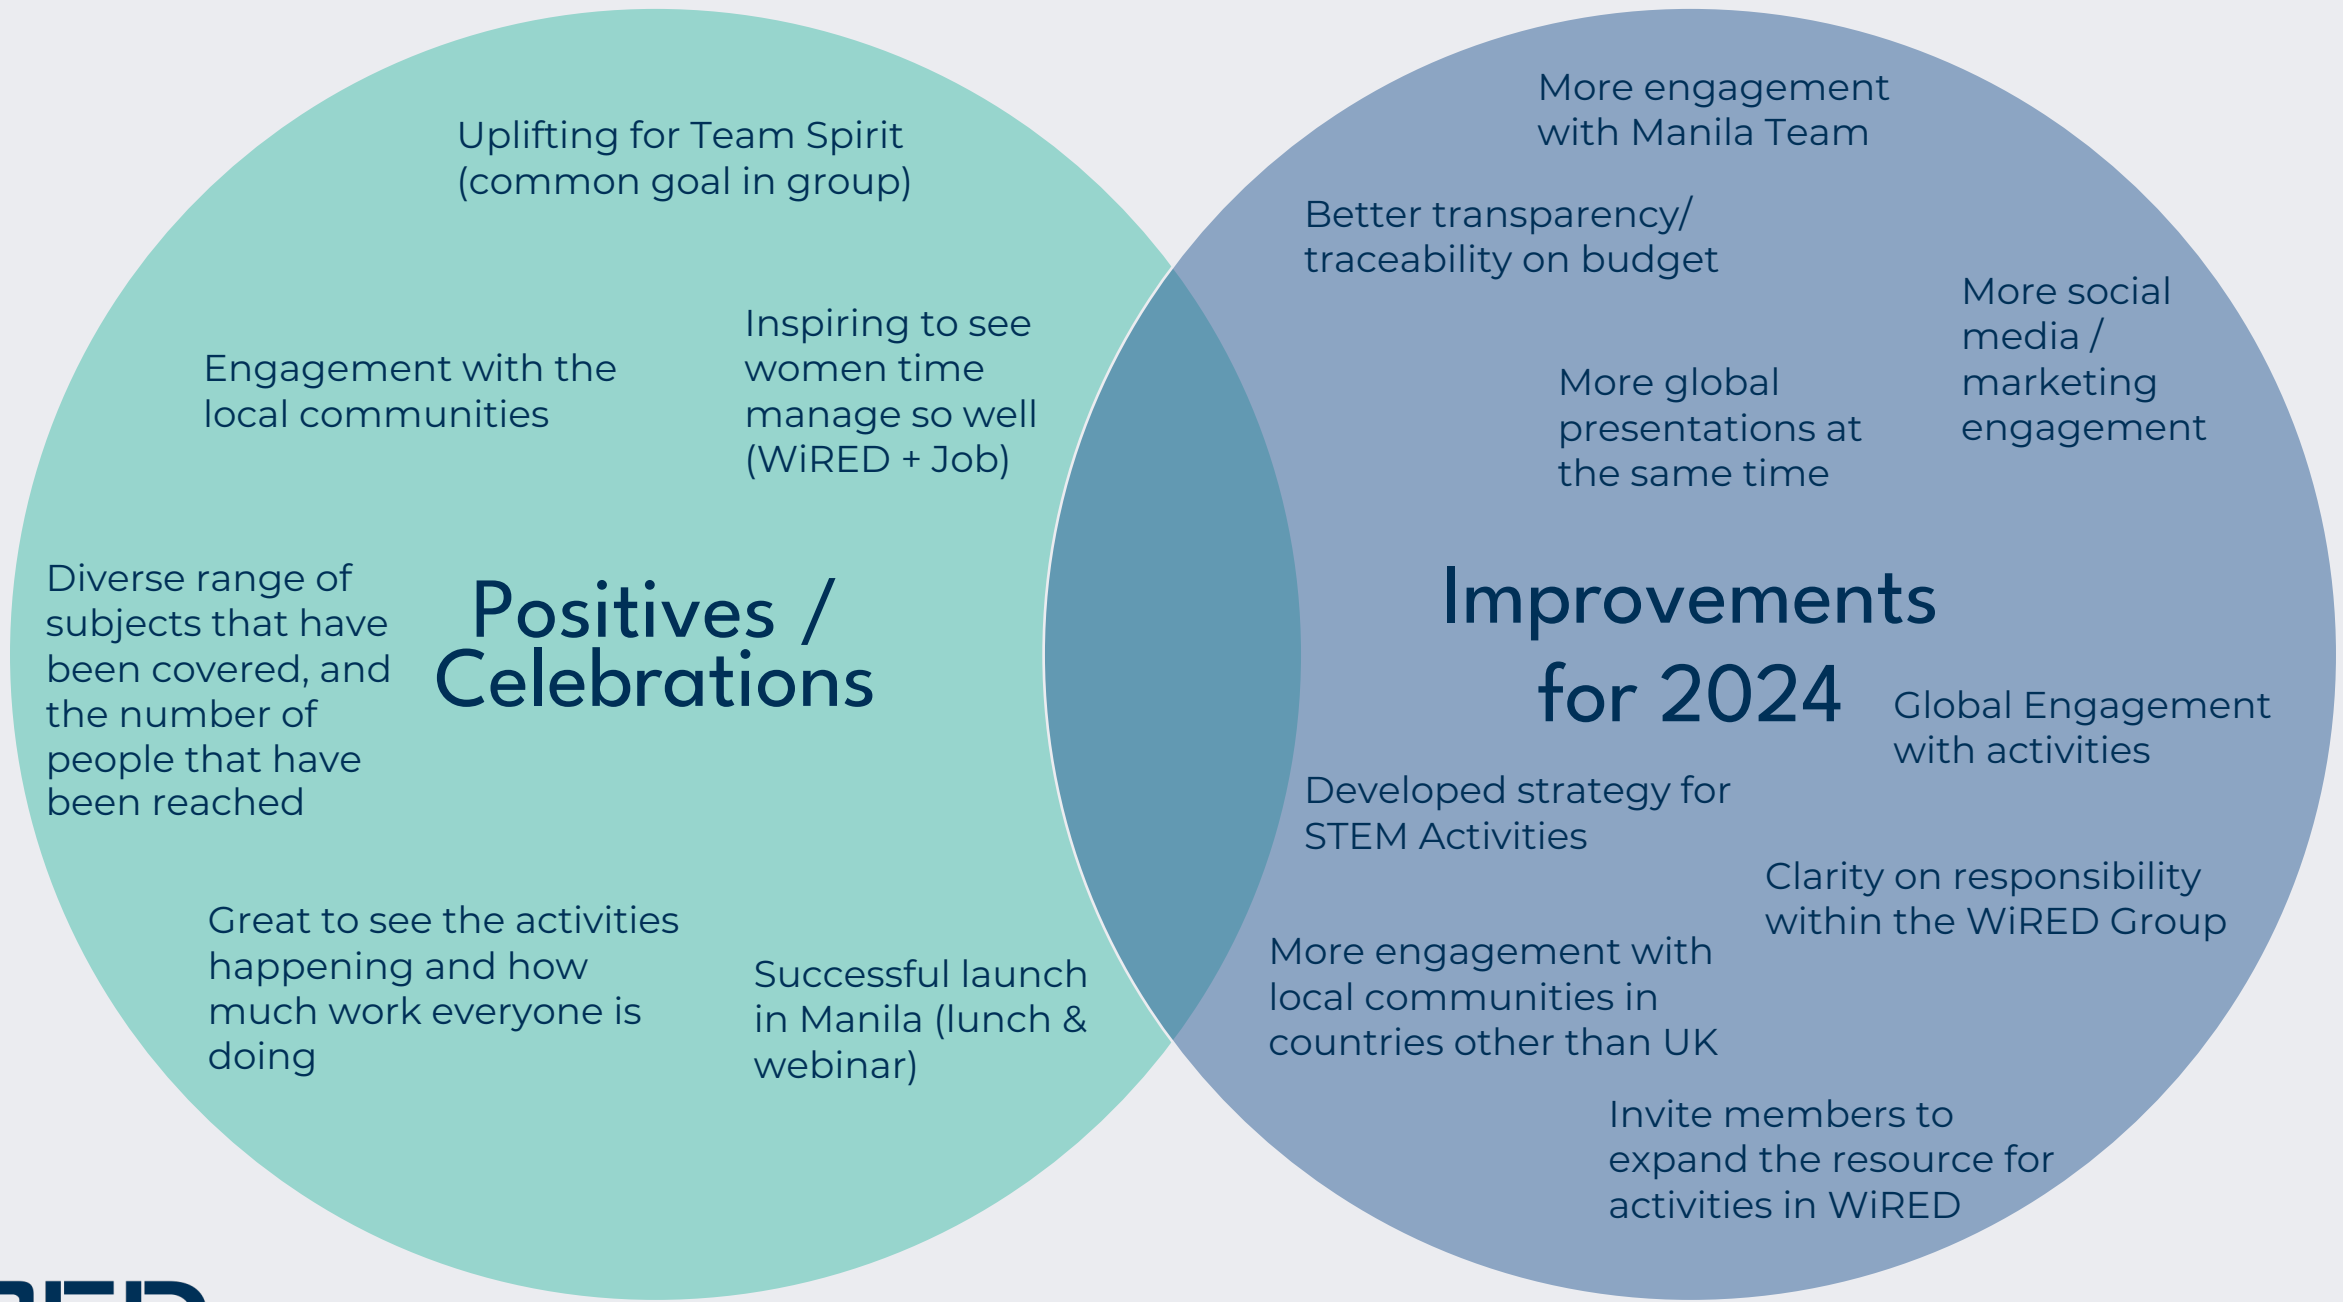 Uplifting for Team Spirit
(common goal in group)
Engagement with the
local communities
Inspiring to see
women time
manage so well
(WiRED + Job)
Diverse range of
subjects that have
been covered, and
the number of
people that have
been reached
Positives /
Celebrations
Great to see the activities
happening and how
much work everyone is
doing
Successful launch
in Manila (lunch &
webinar)
More engagement
with Manila Team
Better transparency/
traceability on budget
More social
media /
marketing
engagement
More global
presentations at
the same time
Improvements
for 2024
Global Engagement
with activities
Developed strategy for
STEM Activities
Clarity on responsibility
within the WiRED Group
More engagement with
local communities in
countries other than UK
Invite members to
expand the resource for
activities in WiRED